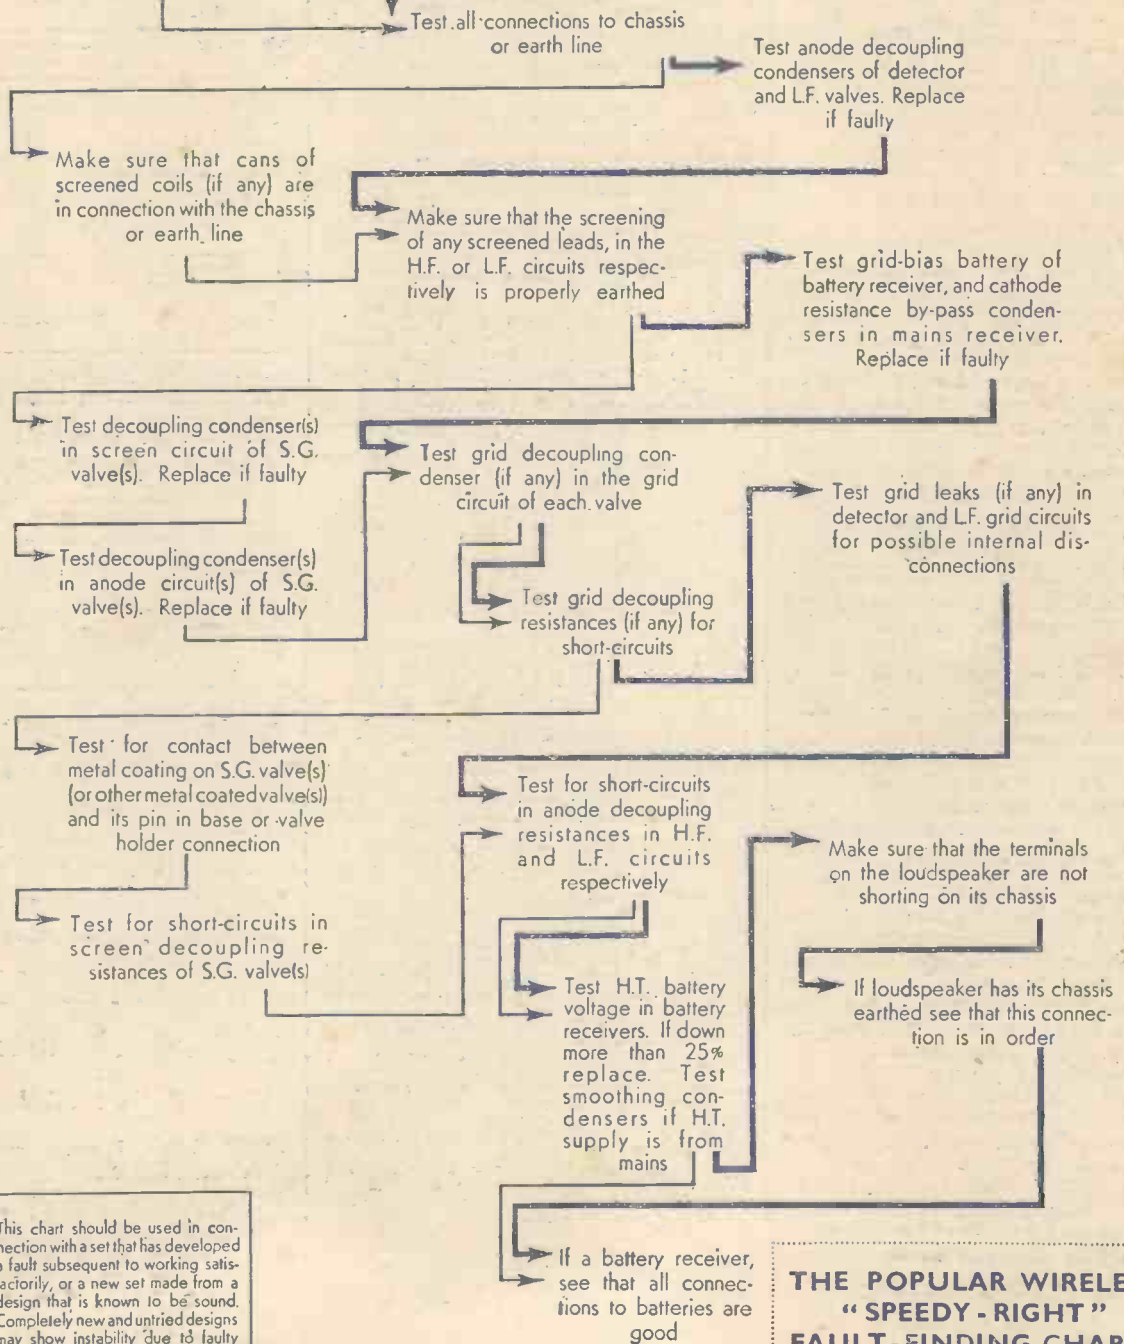 Test all connections to chassis
or earth line
Test anode decoupling
condensers of detector
and L.F. valves. Replace
if faulty
Make sure that cans of
screened coils (if any) are
in connection with the chassis
or earth line
Make sure that the screening
of any screened leads, in the
H.F. or L.F. circuits respec-
tively is properly earthed
Test grid-bias battery of
battery receiver, and cathode
resistance by-pass conden-
sers in mains receiver.
Replace if faulty
Test decoupling condenser(s)
in screen circuit of S.G.
valve(s). Replace if faulty
Test grid decoupling con-
denser (if any) in the grid
circuit of each valve
Test grid leaks (if any) in
detector and L.F. grid circuits
for possible internal dis-
connections
Test decoupling condenser(s)
in anode circuit(s) of S.G.
valve(s). Replace if faulty
Test grid decoupling
resistances (if any) for
short-circuits
Test for contact between
metal coating on S.G. valve(s)
(or other metal coated valve(s))
and its pin in base or valve
holder connection
Test for short-circuits
in anode decoupling
resistances in H.F.
and L.F. circuits
respectively
Make sure that the terminals
on the loudspeaker are not
shorting on its chassis
Test for short-circuits in
screen decoupling re-
sistances of S.G. valve(s)
Test H.T. battery
voltage in battery
receivers. If down
more than 25%
replace. Test
smoothing con-
densers if H.T.
supply is from
mains
If loudspeaker has its chassis
earthed see that this connec-
tion is in order
This chart should be used in con-
nection with a set that has developed
a fault subsequent to working satis-
factorily, or a new set made from a
design that is known to be sound.
Completely new and untried designs
may show instability due to faulty
If a battery receiver,
see that all connec-
tions to batteries are
good
THE POPULAR WIRELE
"SPEEDY-RIGHT"
FAULT-FINDING CHAR